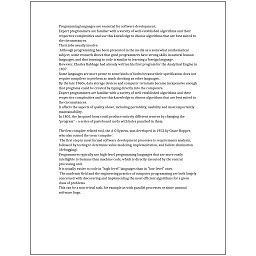 Programming languages are essential for software development.
Expert programmers are familiar with a variety of well-established algorithms and their
respective complexities and use this knowledge to choose algorithms that are best suited to
the circumstances.
Their jobs usually involve:
Although programming has been presented in the media as a somewhat mathematical
subject, some research shows that good programmers have strong skills in natural human
languages, and that learning to code is similar to learning a foreign language.
However, Charles Babbage had already written his first program for the Analytical Engine in
1837.
Some languages are more prone to some kinds of faults because their specification does not
require compilers to perform as much checking as other languages.
By the late 1960s, data storage devices and computer terminals became inexpensive enough
that programs could be created by typing directly into the computers.
Expert programmers are familiar with a variety of well-established algorithms and their
respective complexities and use this knowledge to choose algorithms that are best suited to
the circumstances.
It affects the aspects of quality above, including portability, usability and most importantly
maintainability.
In 1801, the Jacquard loom could produce entirely different weaves by changing the
"program" – a series of pasteboard cards with holes punched in them.

The first compiler related tool, the A-0 System, was developed in 1952 by Grace Hopper,
who also coined the term 'compiler'.
The first step in most formal software development processes is requirements analysis,
followed by testing to determine value modeling, implementation, and failure elimination
(debugging).
Programmers typically use high-level programming languages that are more easily
intelligible to humans than machine code, which is directly executed by the central
processing unit.
It is usually easier to code in "high-level" languages than in "low-level" ones.
The academic field and the engineering practice of computer programming are both largely
concerned with discovering and implementing the most efficient algorithms for a given
class of problems.
This can be a non-trivial task, for example as with parallel processes or some unusual
software bugs.